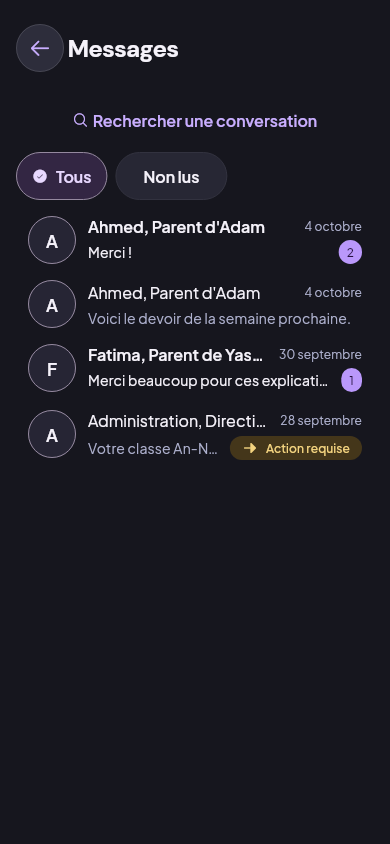 Messages
Rechercher une conversation
Tous
Non lus
A
Ahmed, Parent d'Adam
4 octobre
Merci !
2
A
Ahmed, Parent d'Adam
4 octobre
Voici le devoir de la semaine prochaine.
F
Fatima, Parent de Yas…
30 septembre
Merci beaucoup pour ces explicati…
1
A
Administration, Directi…
28 septembre
Votre classe An-N…
Action requise